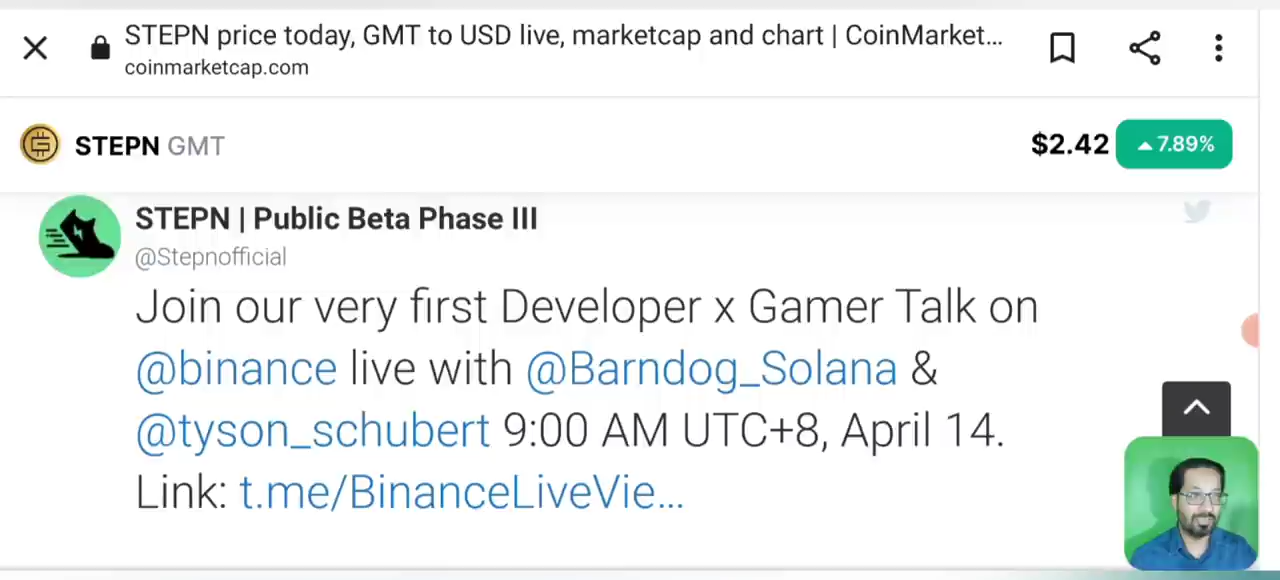 STEPN price today, GMT to USD live, marketcap and chart | CoinMarket...
coinmarketcap.com
STEPN GMT
$2.42 7.89%
STEPN | Public Beta Phase III
@Stepnofficial
Join our very first Developer x Gamer Talk on
@binance live with @Barndog_Solana &
@tyson_schubert 9:00 AM UTC+8, April 14.
Link: t.me/BinanceLiveVie...